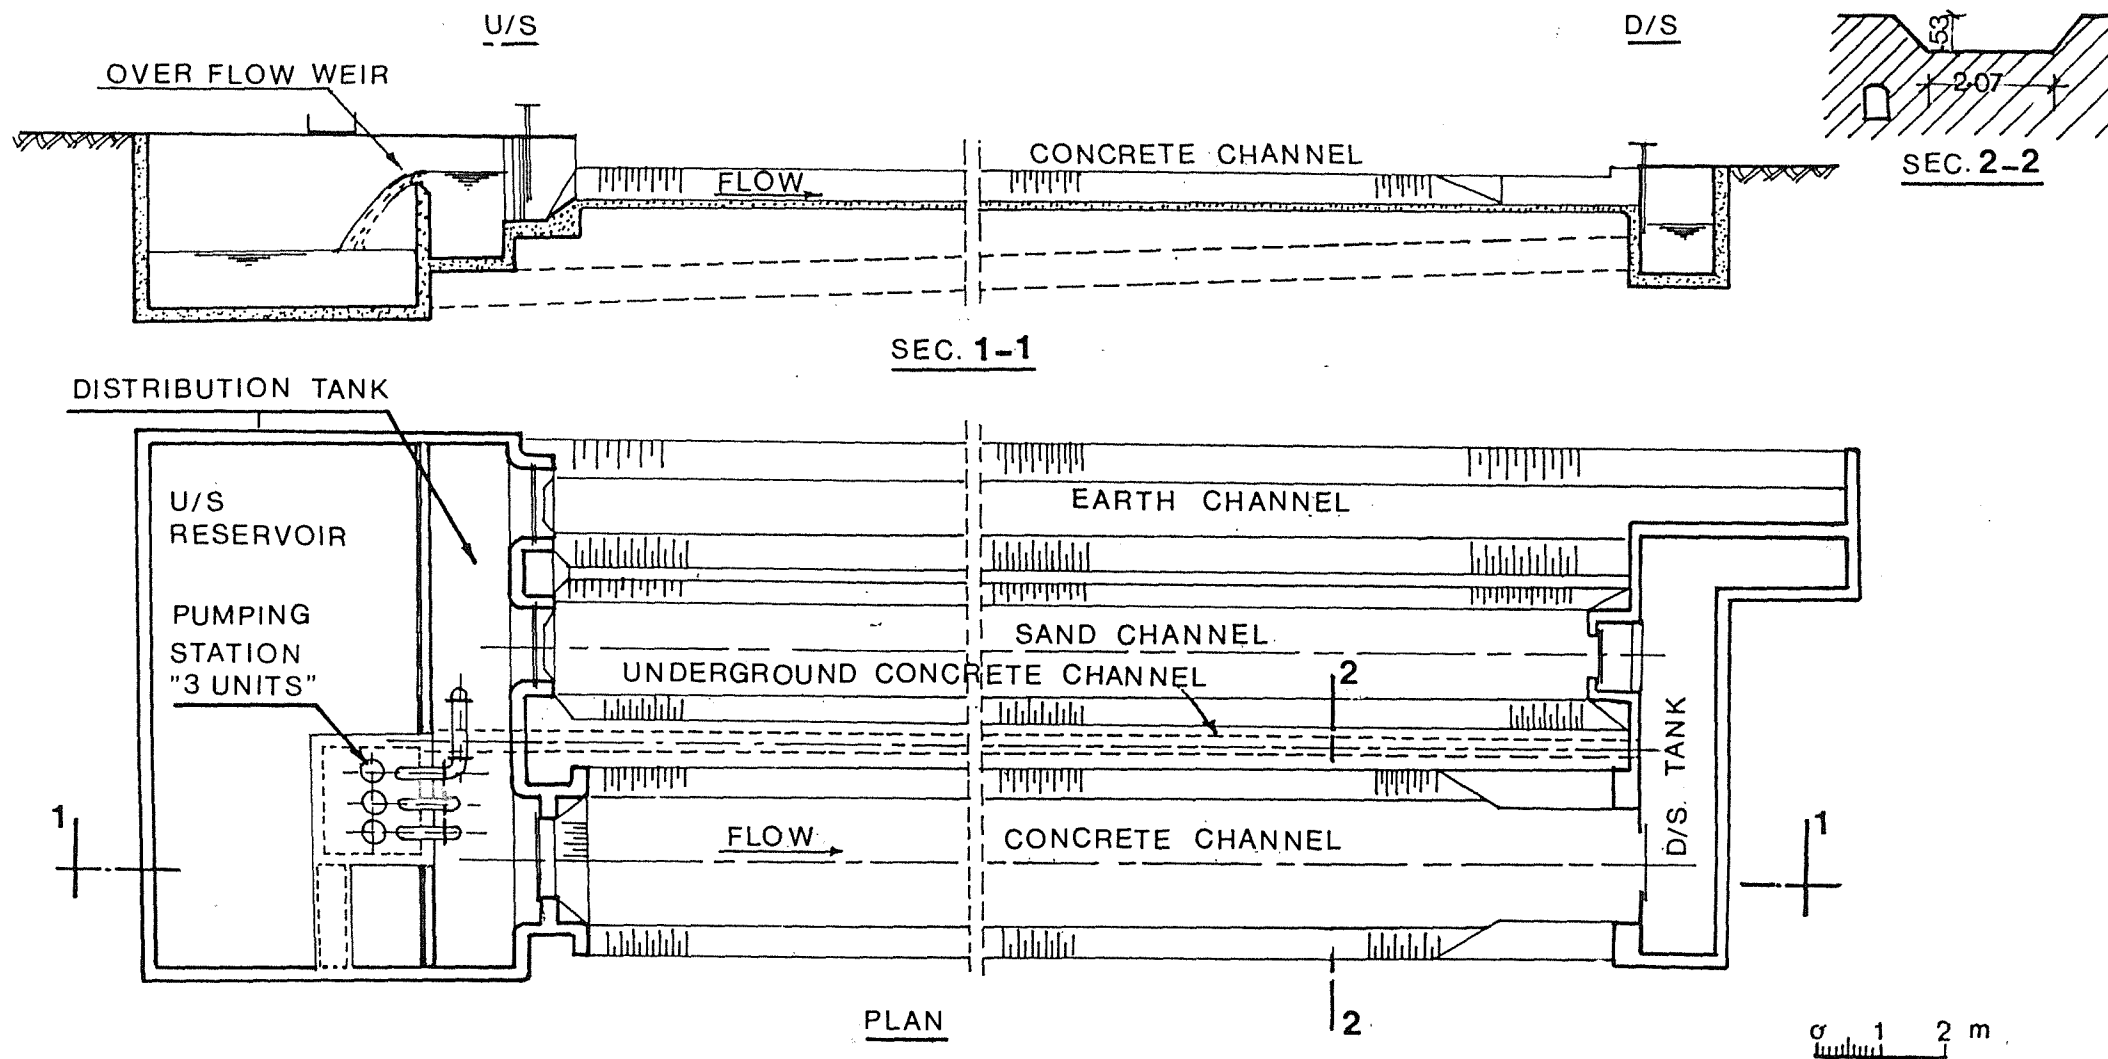 U/S
D/S
OVER FLOW WEIR
.53
2.07
SEC. 2-2
CONCRETE CHANNEL
FLOW
SEC. 1-1
DISTRIBUTION TANK
U/S
RESERVOIR
EARTH CHANNEL
PUMPING
STATION
"3 UNITS"
SAND CHANNEL
UNDERGROUND CONCRETE CHANNEL
2
D/S. TANK
1
1
FLOW
CONCRETE CHANNEL
2
PLAN
0 1 2 m